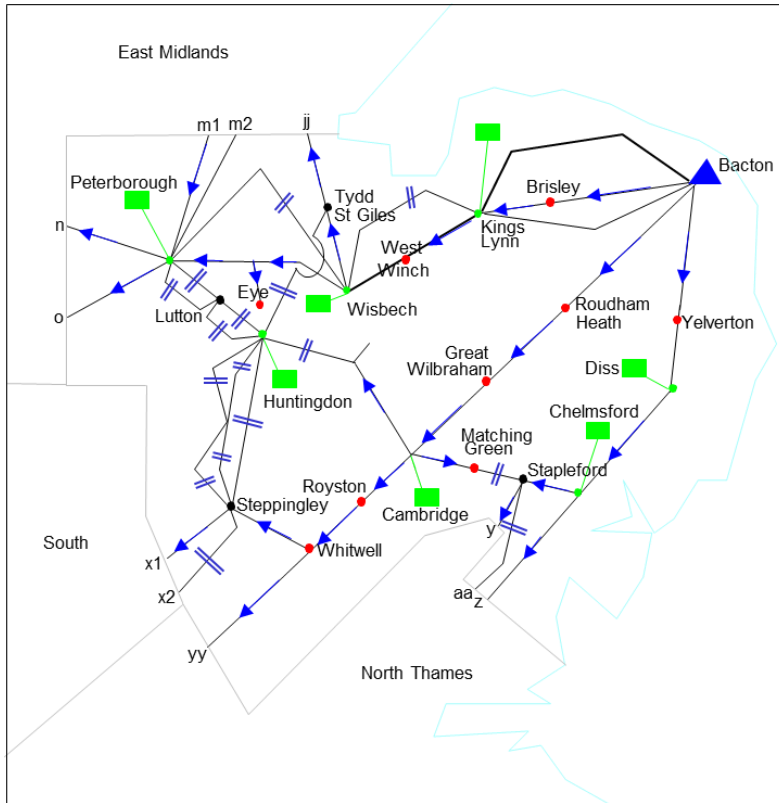 East Midlands
m1 m2
jj
Peterborough
Bacton
Brisley
Tydd
St Giles
n
Kings
Lynn
West
Winch
Eye
Wisbech
Lutton
o
Roudham
Heath
Yelverton
Great
Wilbraham
Diss
Huntingdon
Chelmsford
Matching
Green
Stapleford
Royston
Steppingley
Cambridge
y
South
Whitwell
x1
x2
aa
z
yy
North Thames